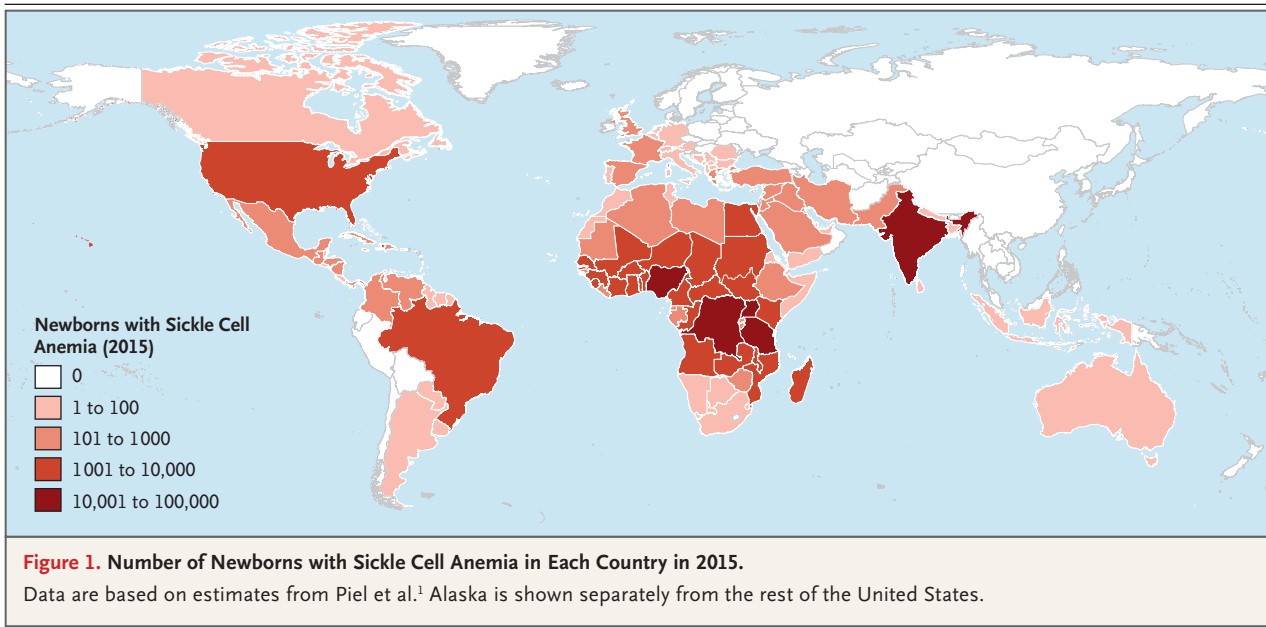 Newborns with Sickle Cell
Anemia (2015)
0
1 to 100
101 to 1000
1001 to 10,000
10,001 to 100,000
Figure 1. Number of Newborns with Sickle Cell Anemia in Each Country in 2015.
Data are based on estimates from Piel et al.¹ Alaska is shown separately from the rest of the United States.